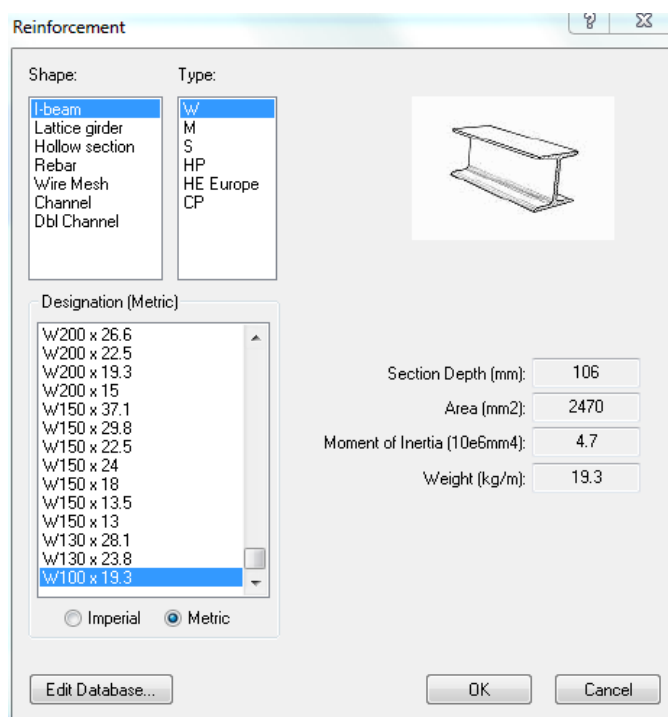 Reinforcement
?
Shape:
I-beam
Lattice girder
Hollow section
Rebar
Wire Mesh
Channel
Dbl Channel
Type:
W
M
S
HP
HE Europe
CP
Designation (Metric)
W200 x 26.6
W200 x 22.5
W200 x 19.3
W200 x 15
W150 x 37.1
W150 x 29.8
W150 x 22.5
W150 x 24
W150 x 18
W150 x 13.5
W150 x 13
W130 x 28.1
W130 x 23.8
W100 x 19.3
Imperial
Metric
Section Depth (mm): 106
Area (mm2): 2470
Moment of Inertia (10e6mm4): 4.7
Weight (kg/m): 19.3
Edit Database...
OK
Cancel